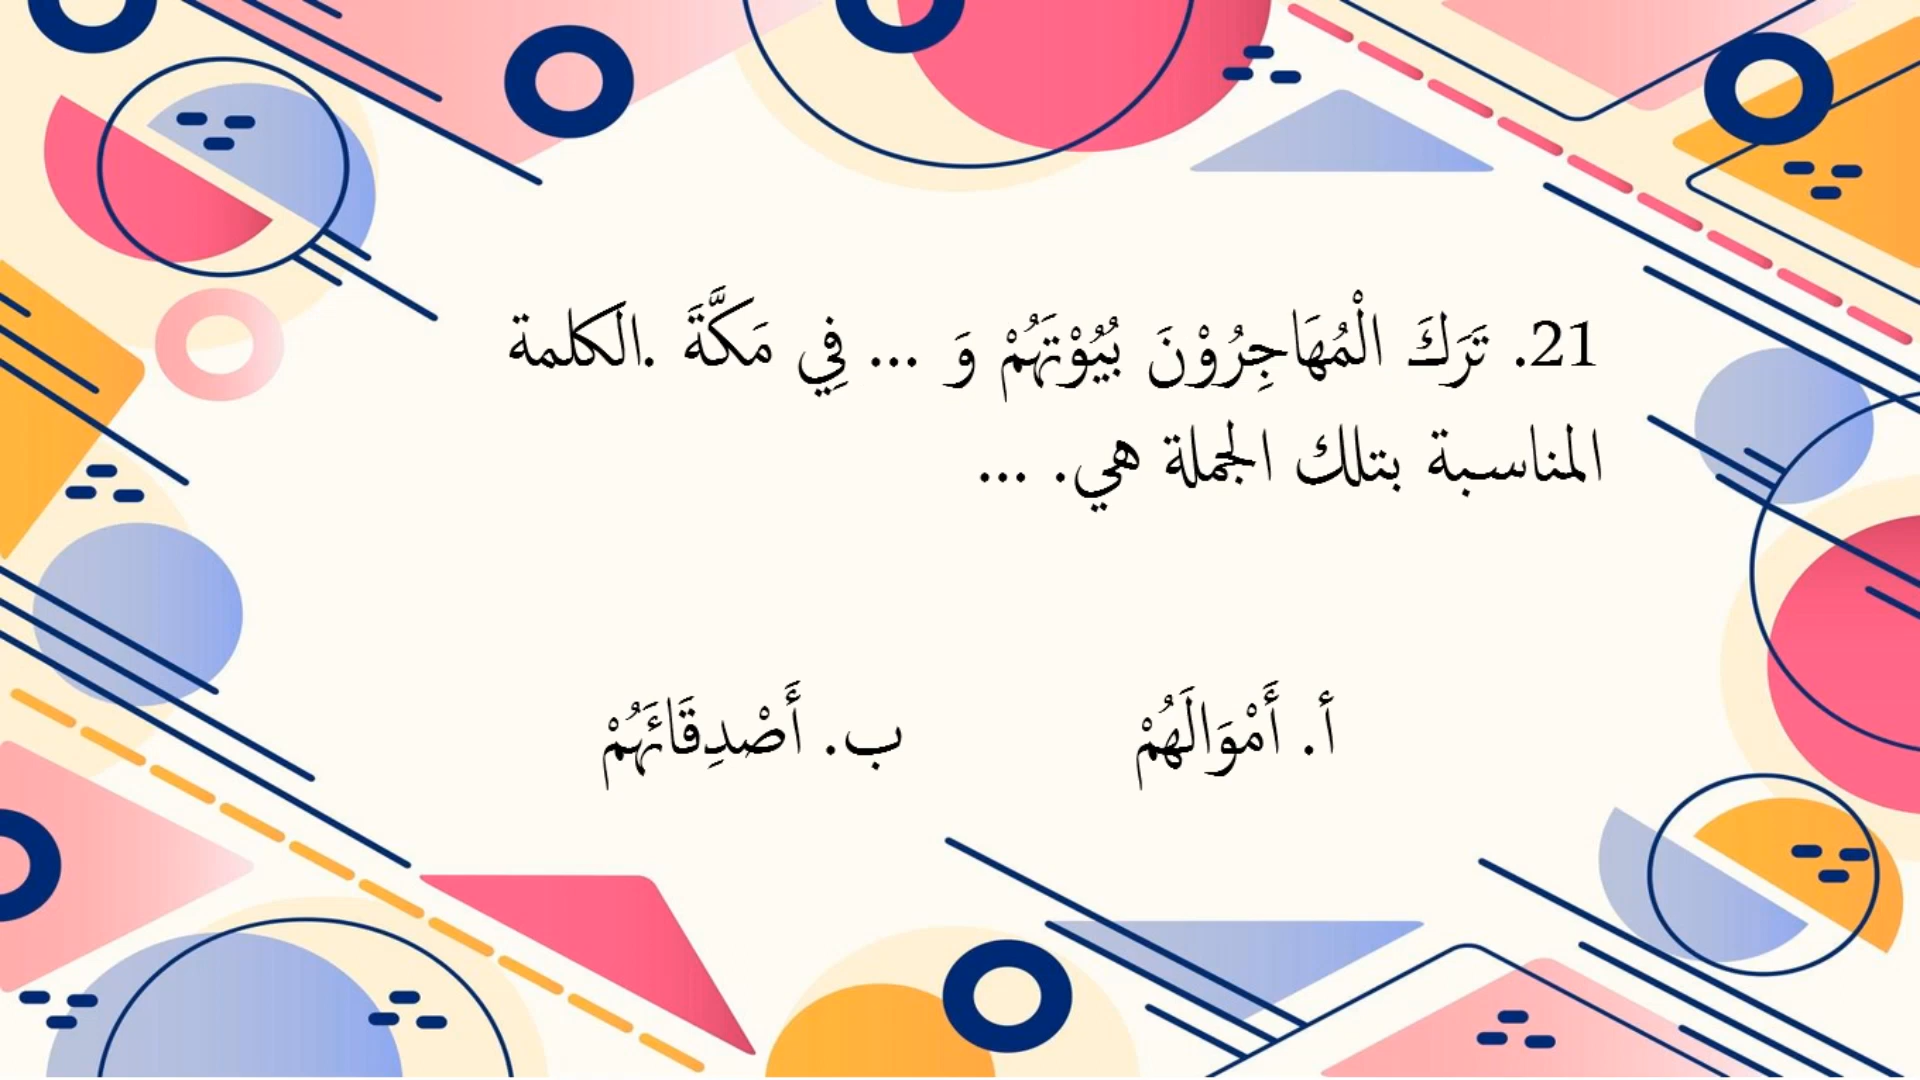 21. تَرَكَ الْمُهَاجِرُوْنَ بُيُوْتَهُمْ وَ ... فِي مَكَّةَ .الكلمة
المناسبة بتلك الجملة هي. ...
أ. أَمْوَالَهُمْ ب. أَصْدِقَائَهُمْ